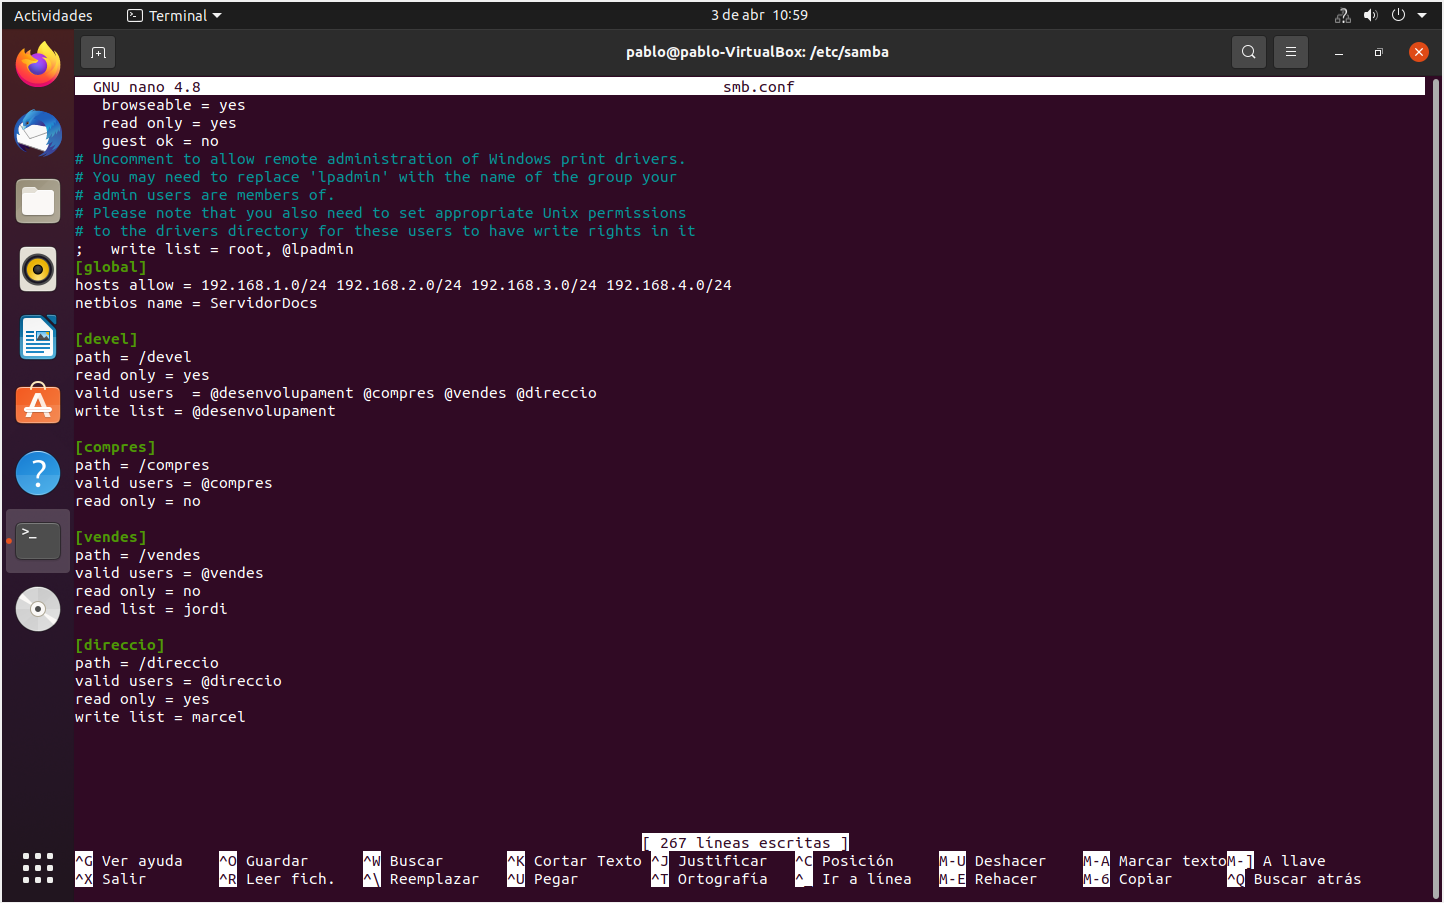 Actividades Terminal 3 de abr 10:59
pablo@pablo-VirtualBox: /etc/samba
GNU nano 4.8 smb.conf
browseable = yes
read only = yes
guest ok = no
# Uncomment to allow remote administration of Windows print drivers.
# You may need to replace 'lpadmin' with the name of the group your
# admin users are members of.
# Please note that you also need to set appropriate Unix permissions
# to the drivers directory for these users to have write rights in it
;   write list = root, @lpadmin
[global]
hosts allow = 192.168.1.0/24 192.168.2.0/24 192.168.3.0/24 192.168.4.0/24
netbios name = ServidorDocs
[devel]
path = /devel
read only = yes
valid users  = @desenvolupament @compres @vendes @direccio
write list = @desenvolupament
[compres]
path = /compres
valid users = @compres
read only = no
[vendes]
path = /vendes
valid users = @vendes
read only = no
read list = jordi
[direccio]
path = /direccio
valid users = @direccio
read only = yes
write list = marcel
[ 267 líneas escritas ]
^G Ver ayuda ^O Guardar ^W Buscar ^K Cortar Texto ^J Justificar ^C Posición M-U Deshacer M-A Marcar texto M-] A llave
^X Salir ^R Leer fich. ^\ Reemplazar ^U Pegar ^T Ortografía ^_ Ir a línea M-E Rehacer M-6 Copiar ^Q Buscar atrás